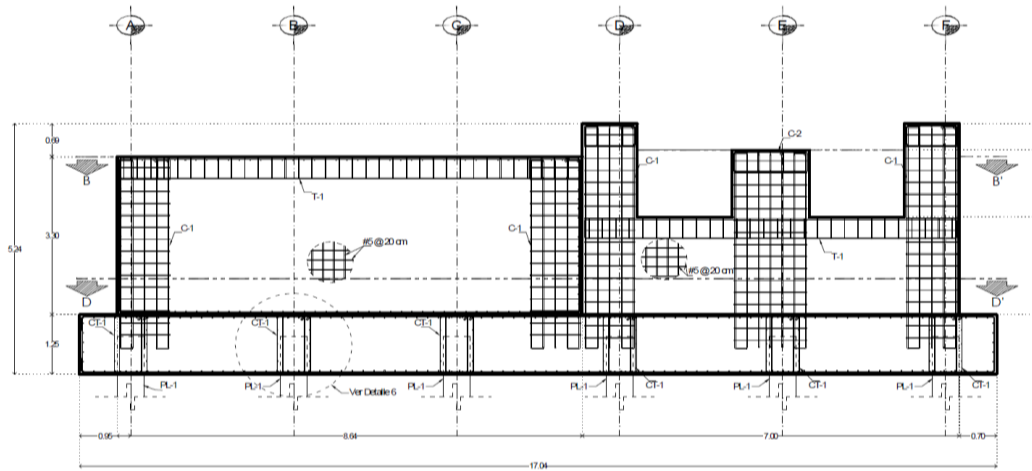 A B C D E F
C-2
0.69
C-1 C-1
B B'
T-1
5.24
3.30
C-1 C-1
#5 @ 20 cm
T-1
#5 @ 20 cm
D D'
CT-1 CT-1 CT-1
1.25
PL-1 PL-1 PL-1 PL-1 CT-1 PL-1 CT-1 PL-1 CT-1
Ver Detalle 6
0.95 8.64 7.00 0.70
17.04